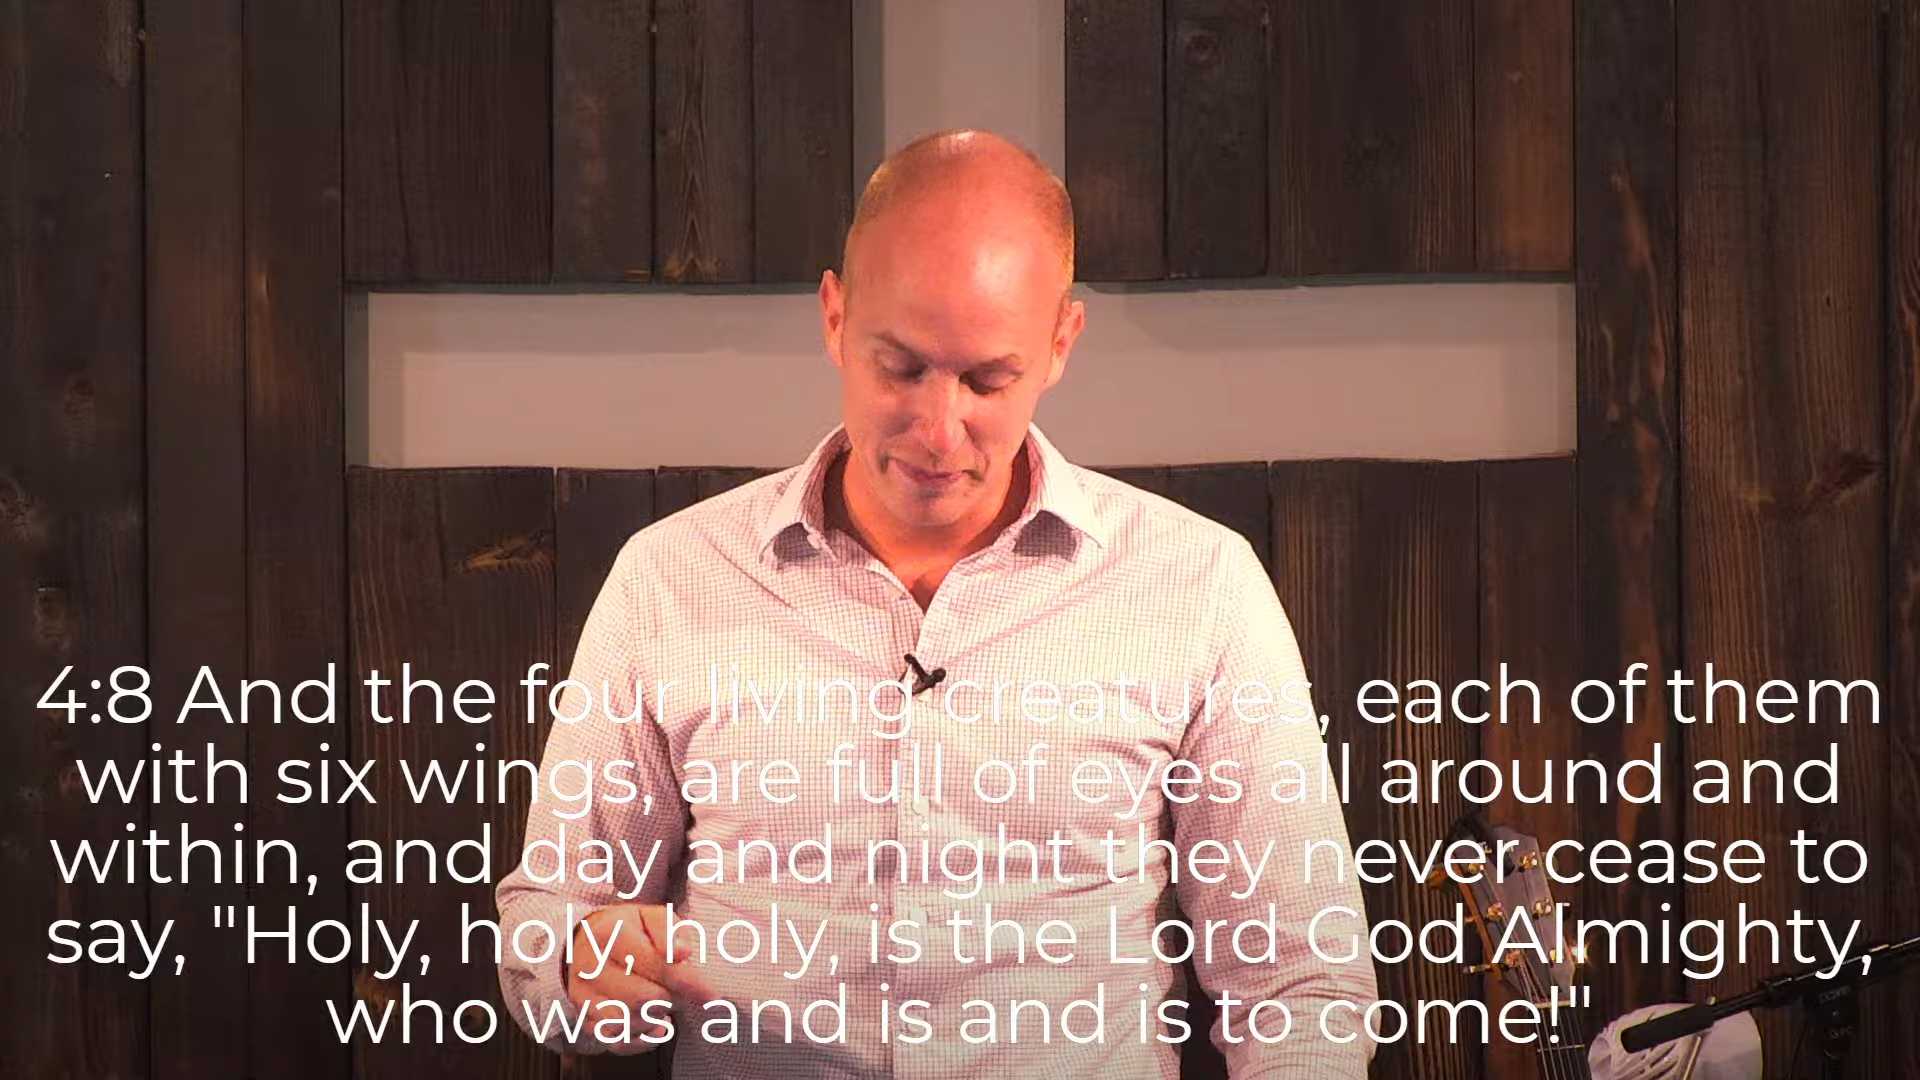 4:8 And the four living creatures, each of them
with six wings, are full of eyes all around and
within, and day and night they never cease to
say, "Holy, holy, holy, is the Lord God Almighty,
who was and is and is to come!"